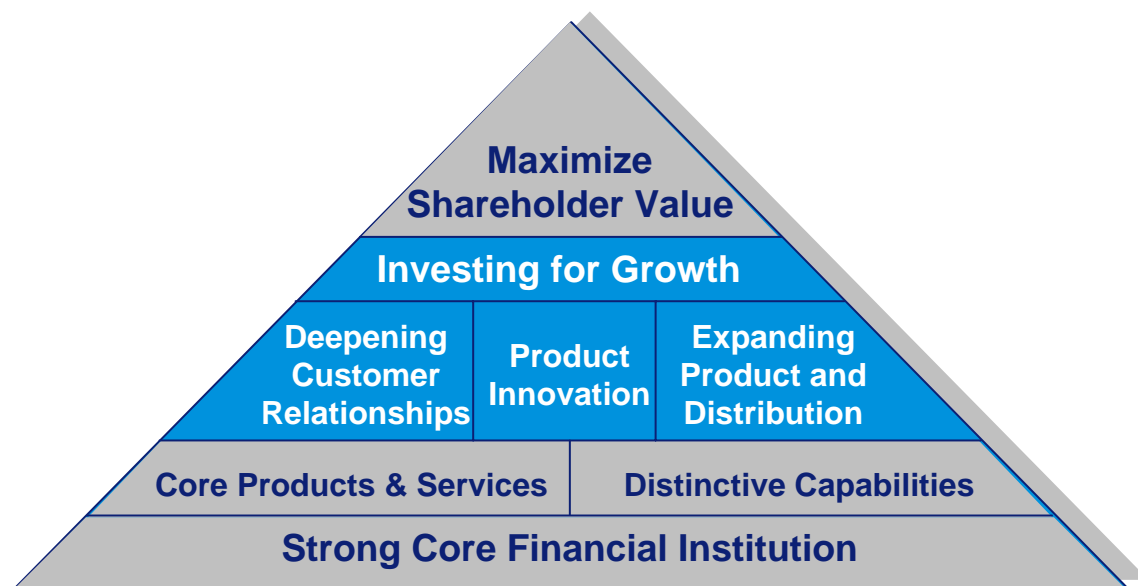 Maximize
Shareholder Value
Investing for Growth
Deepening
Customer
Relationships
Product
Innovation
Expanding
Product and
Distribution
Core Products & Services
Distinctive Capabilities
Strong Core Financial Institution